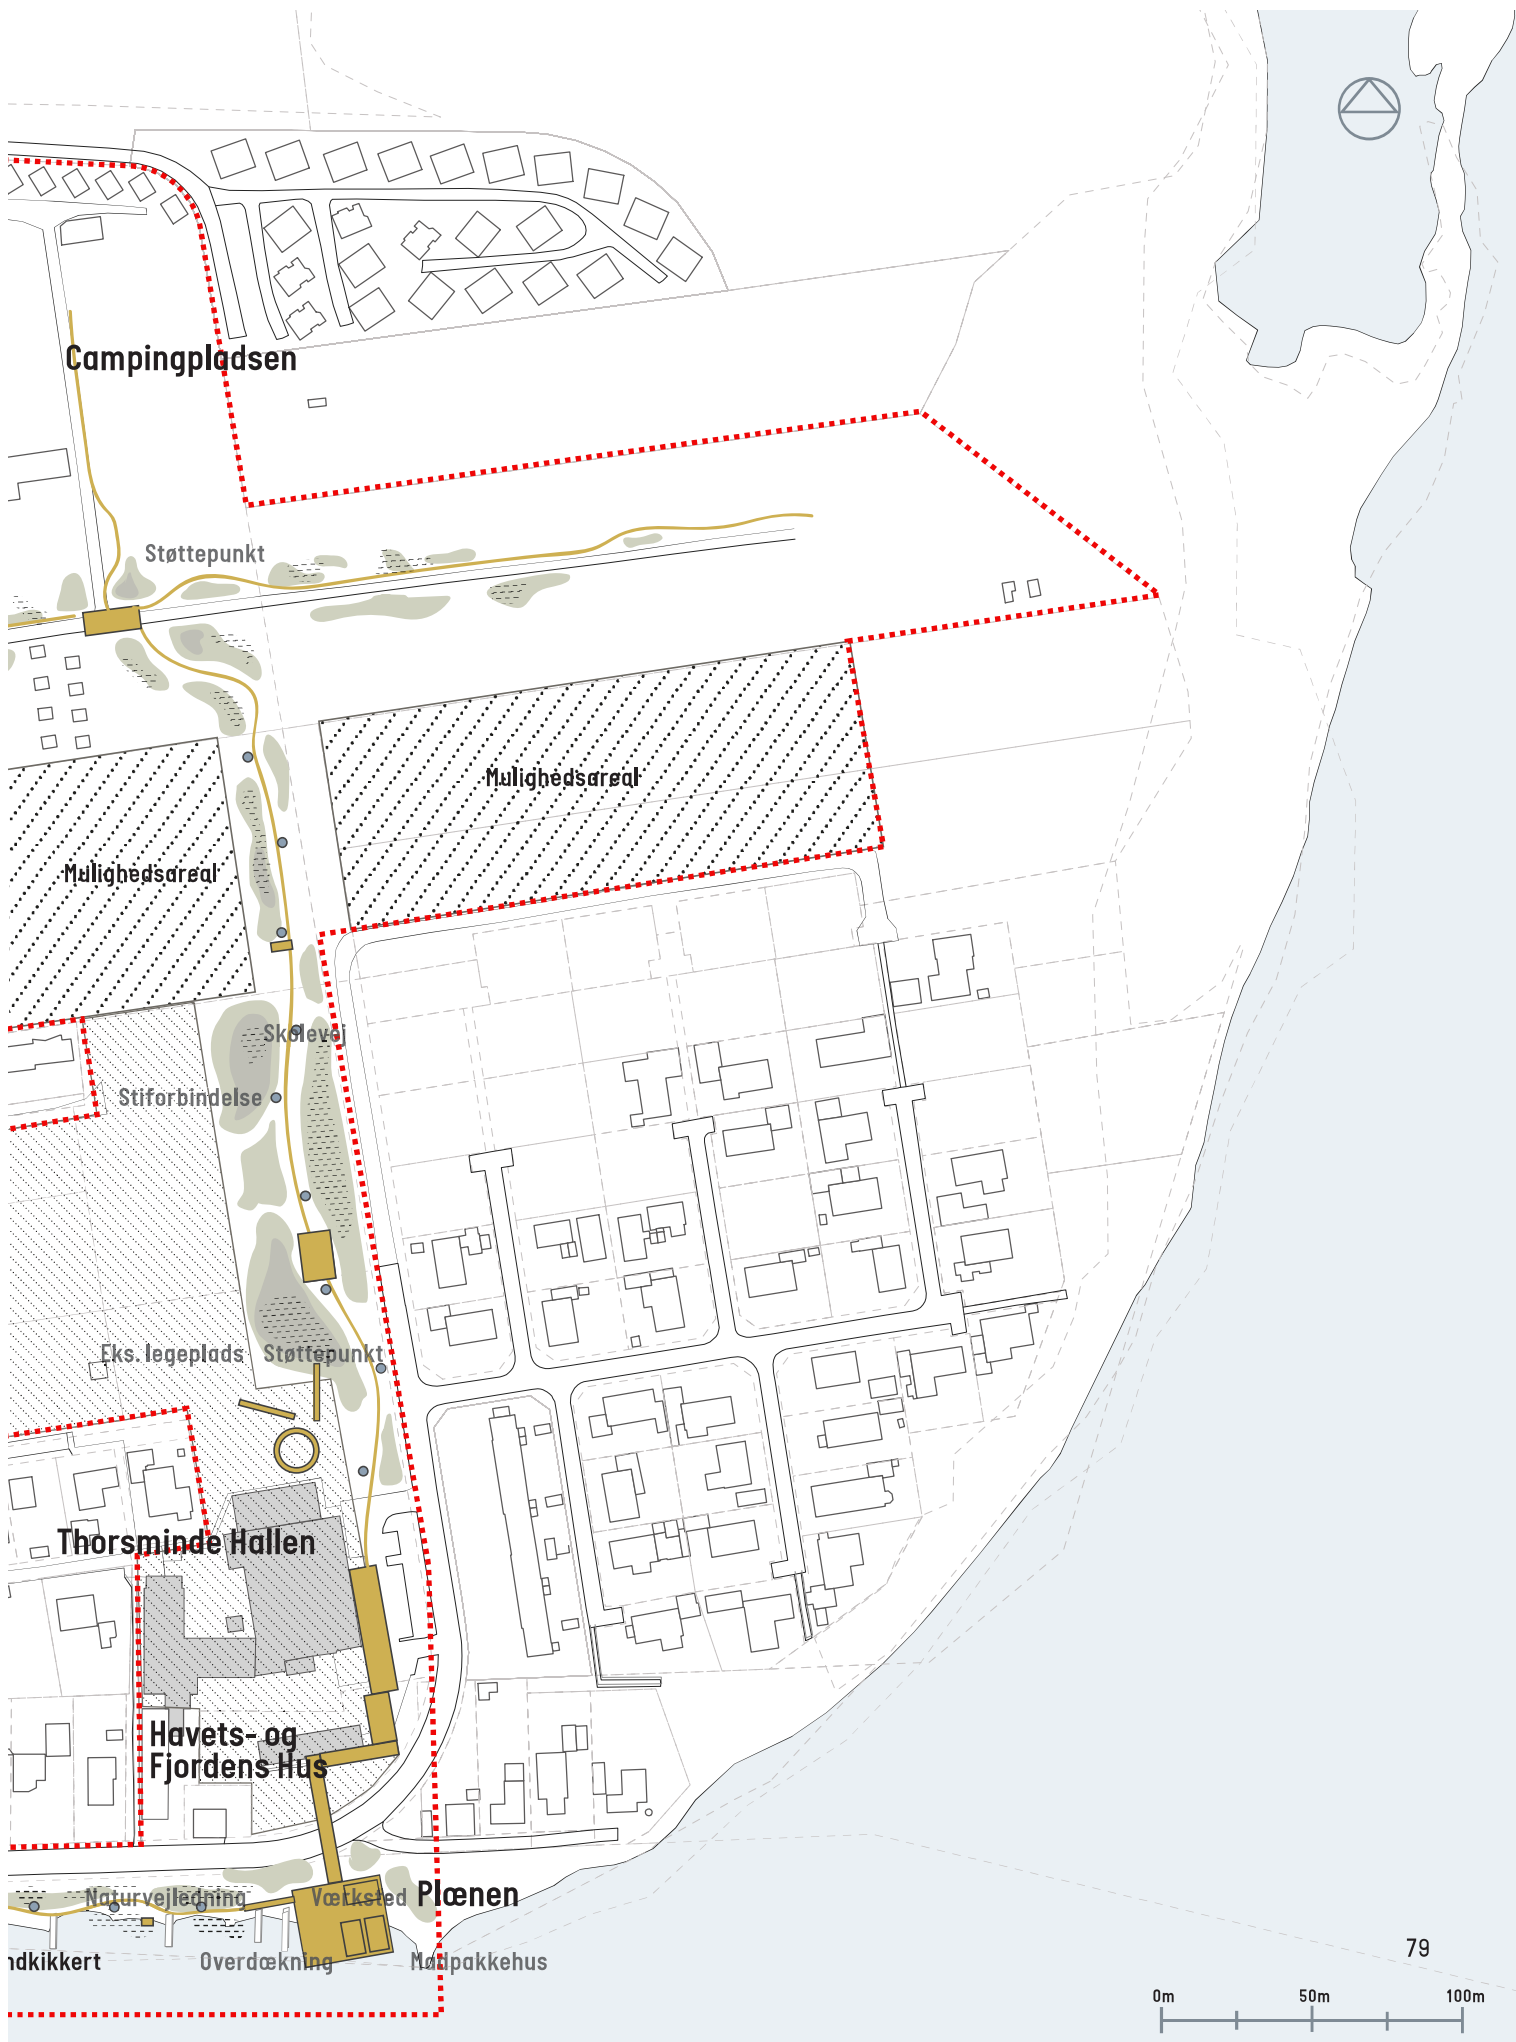 Campingpladsen
Støttepunkt
Mulighedsareal
Mulighedsareal
Skolevej
Stiforbindelse
Eks. legeplads
Støttepunkt
Thorsminde Hallen
Havets- og
Fjordens Hus
Naturvejledning
Værksted
Plænen
ndkikkert
Overdækning
Madpakkehus
79
0m 50m 100m